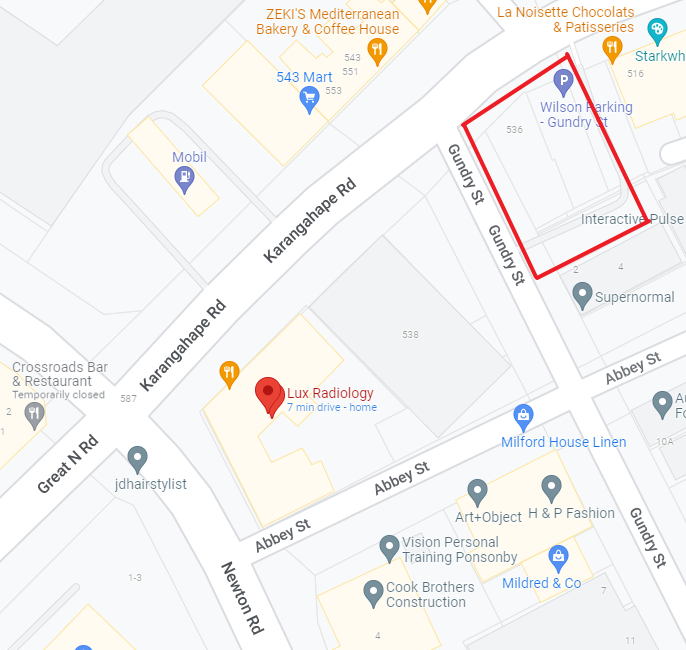 ZEKI'S Mediterranean
Bakery & Coffee House
La Noisette Chocolats
& Patisseries
Starkwh
516
543
551
553
543 Mart
P
Wilson Parking
- Gundry St
536
Mobil
Gundry St
Karangahape Rd
Interactive Pulse
Gundry St
2
4
Supernormal
Karangahape Rd
538
Abbey St
Crossroads Bar
& Restaurant
Temporarily closed
587
2
1
Lux Radiology
7 min drive - home
Great N Rd
Milford House Linen
10A
jdhairstylist
Abbey St
Art+Object
H & P Fashion
Abbey St
Gundry St
Vision Personal
Training Ponsonby
Mildred & Co
Cook Brothers
Construction
1-3
Newton Rd
7
4
11